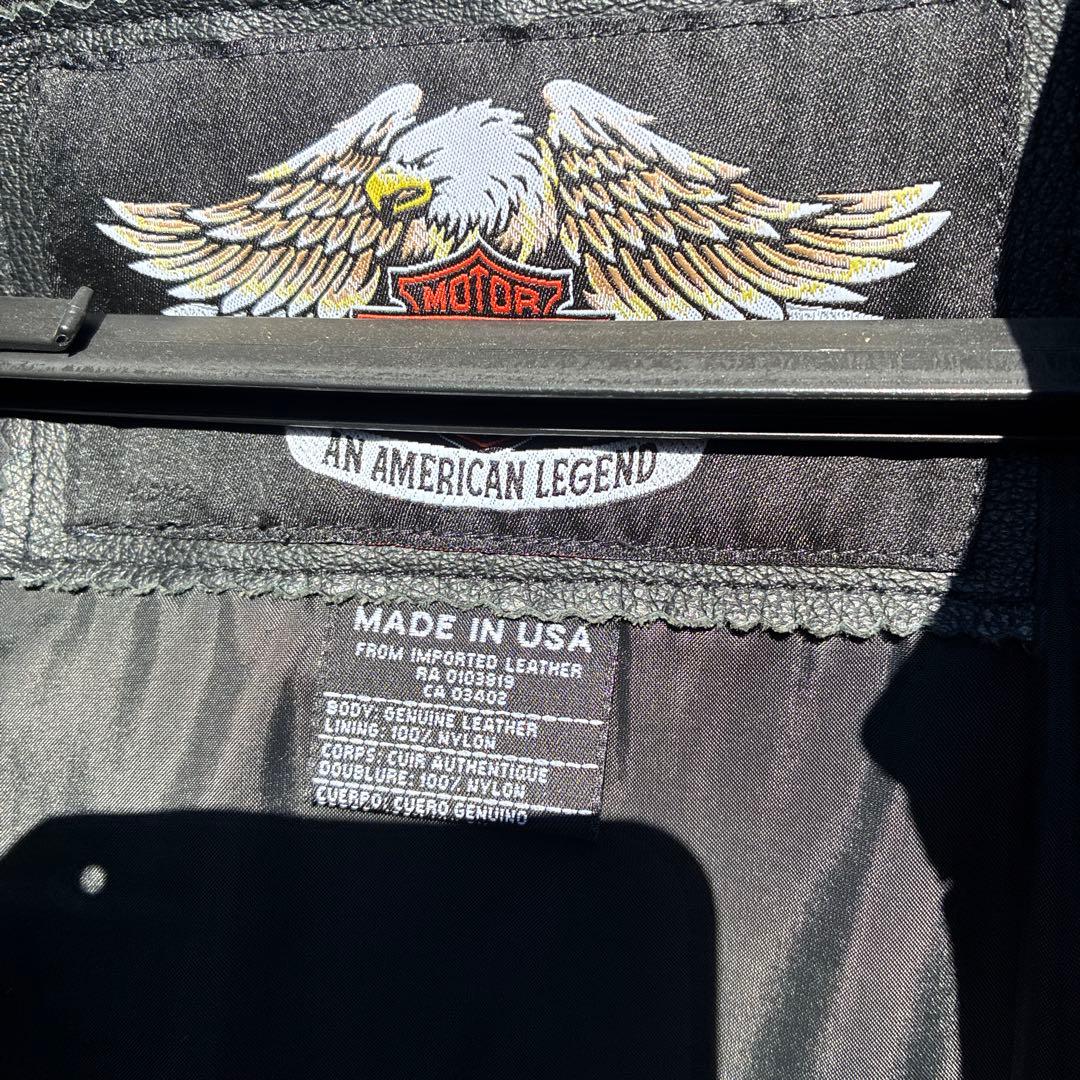 MOTOR
AN AMERICAN LEGEND
MADE IN USA
FROM IMPORTED LEATHER
RA 0103919
CA 03402
BODY: GENUINE LEATHER
LINING: 100% NYLON
CORPS: CUIR AUTHENTIQUE
DOUBLURE: 100% NYLON
CUERPO: CUERO GENUINO